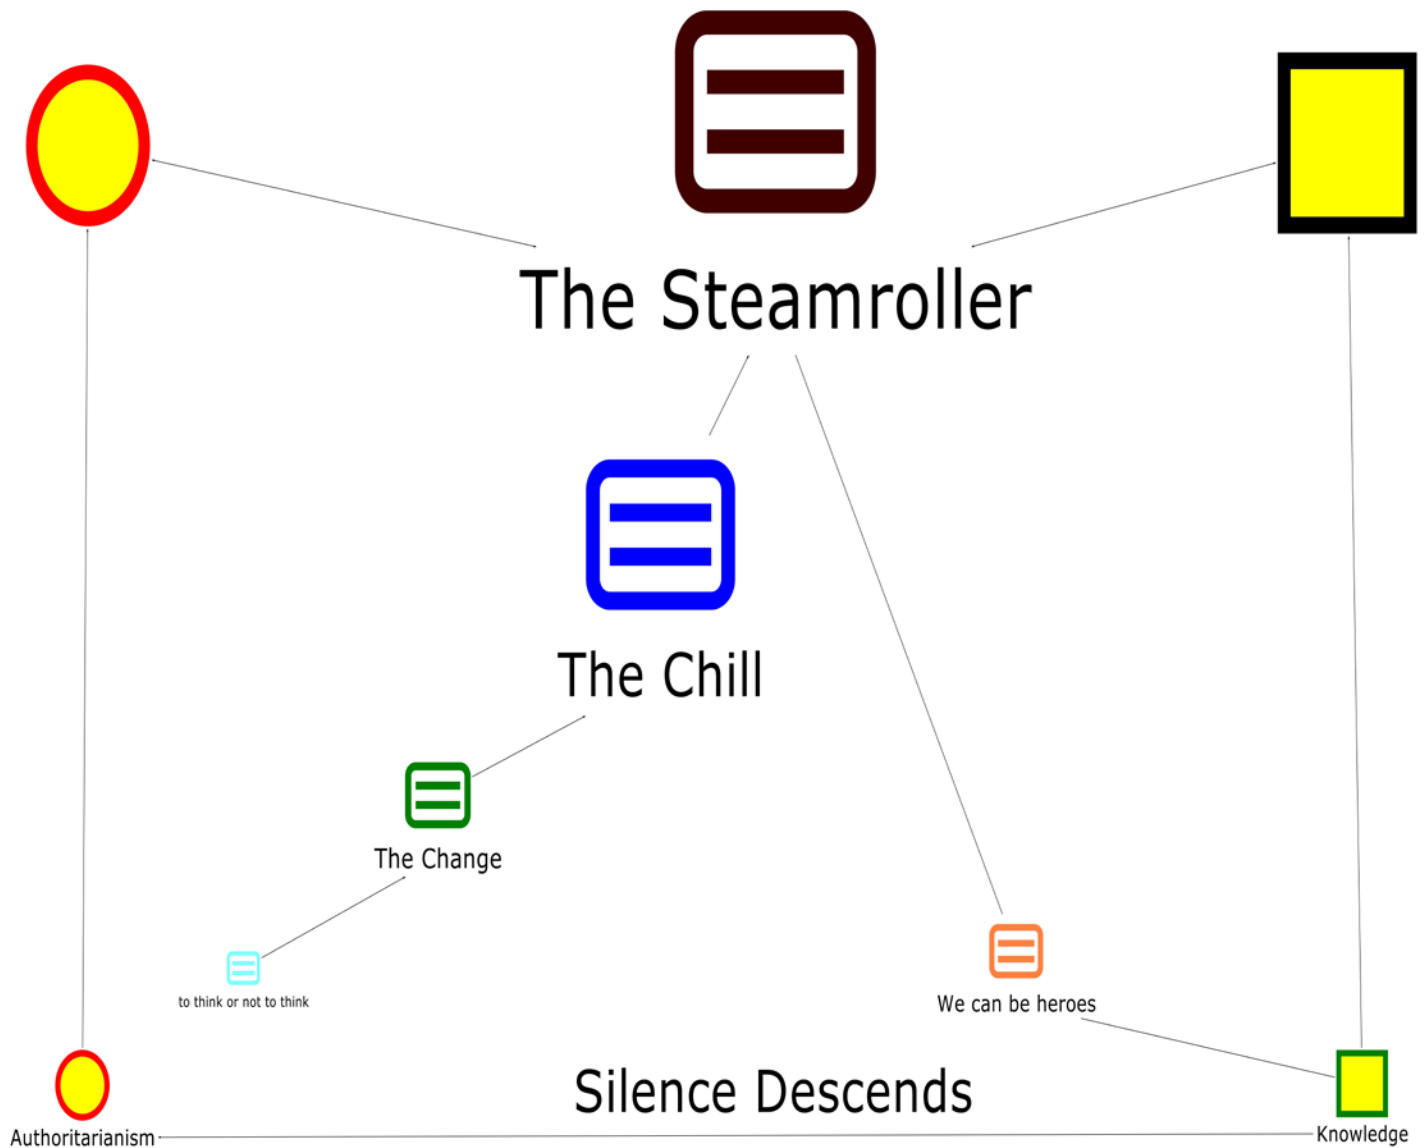 The Steamroller
The Chill
The Change
to think or not to think
We can be heroes
Silence Descends
Authoritarianism
Knowledge